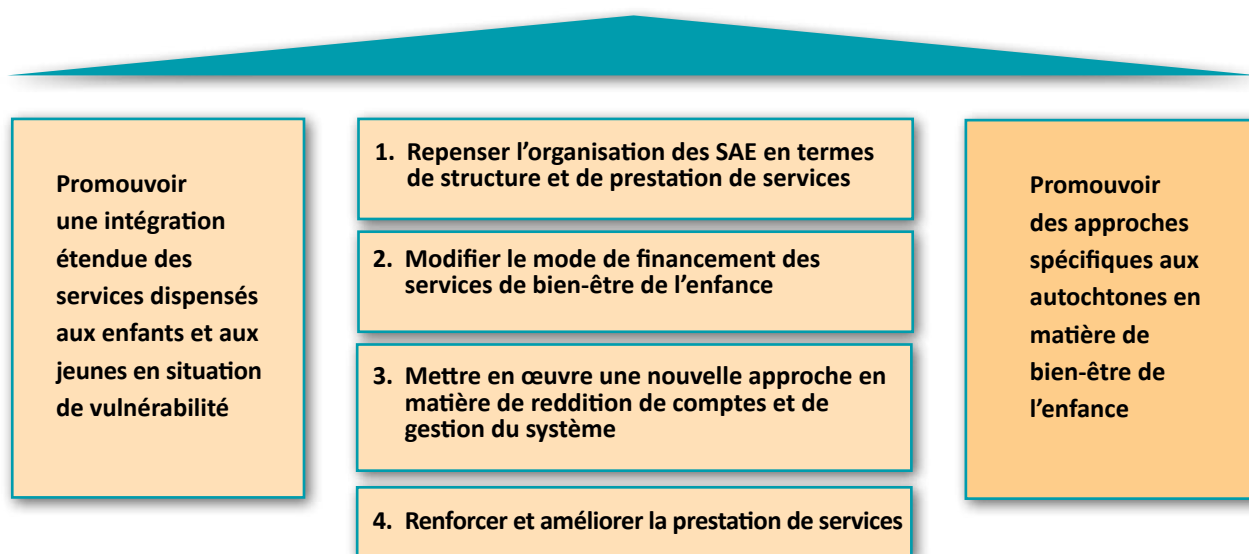 Promouvoir
une intégration
étendue des
services dispensés
aux enfants et aux
jeunes en situation
de vulnérabilité
1. Repenser l’organisation des SAE en termes
de structure et de prestation de services
2. Modifier le mode de financement des
services de bien-être de l’enfance
3. Mettre en œuvre une nouvelle approche en
matière de reddition de comptes et de
gestion du système
4. Renforcer et améliorer la prestation de services
Promouvoir
des approches
spécifiques aux
autochtones en
matière de
bien-être de
l’enfance